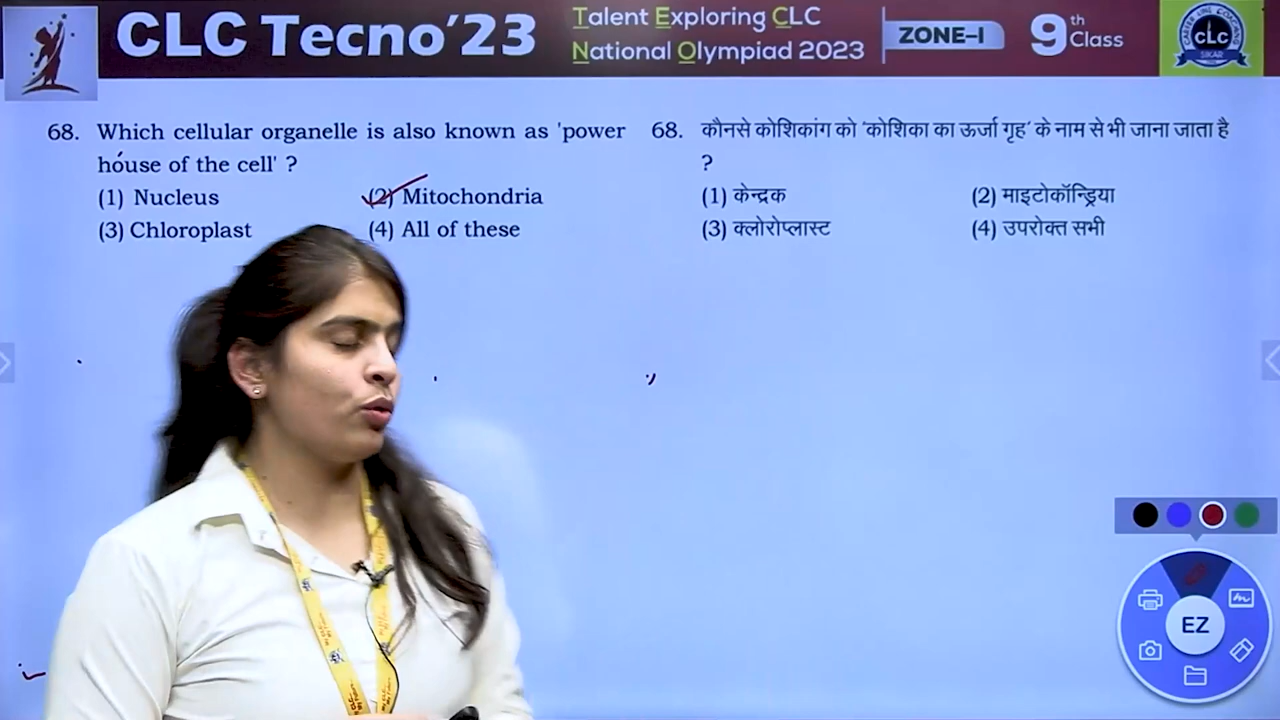 CLC Tecno'23
Talent Exploring CLC
National Olympiad 2023
ZONE–I
9th Class
CLC
SIKAR
68. Which cellular organelle is also known as 'power
house of the cell' ?
(1) Nucleus (2) Mitochondria
(3) Chloroplast (4) All of these
68. कौनसे कोशिकांग को 'कोशिका का ऊर्जा गृह' के नाम से भी जाना जाता है
?
(1) केन्द्रक (2) माइटोकॉन्ड्रिया
(3) क्लोरोप्लास्ट (4) उपरोक्त सभी
EZ